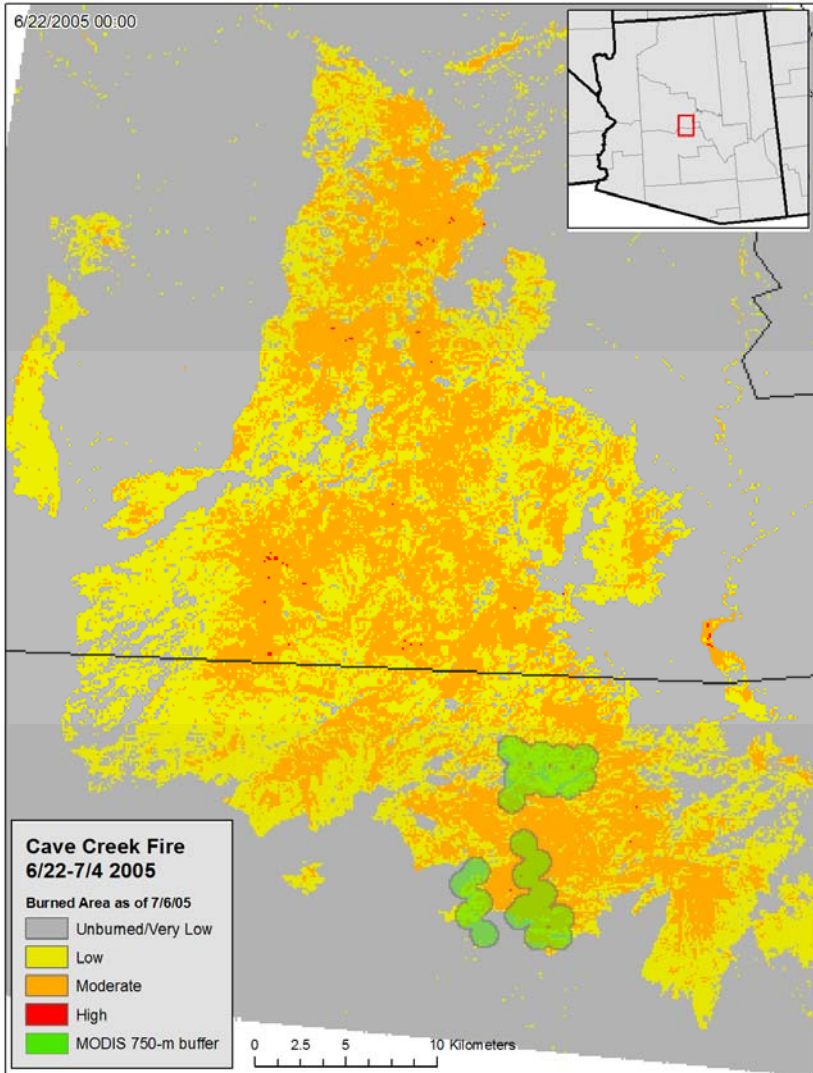 6/22/2005 00:00
Cave Creek Fire
6/22-7/4 2005
Burned Area as of 7/6/05
Unburned/Very Low
Low
Moderate
High
MODIS 750-m buffer
0 2.5 5 10 Kilometers